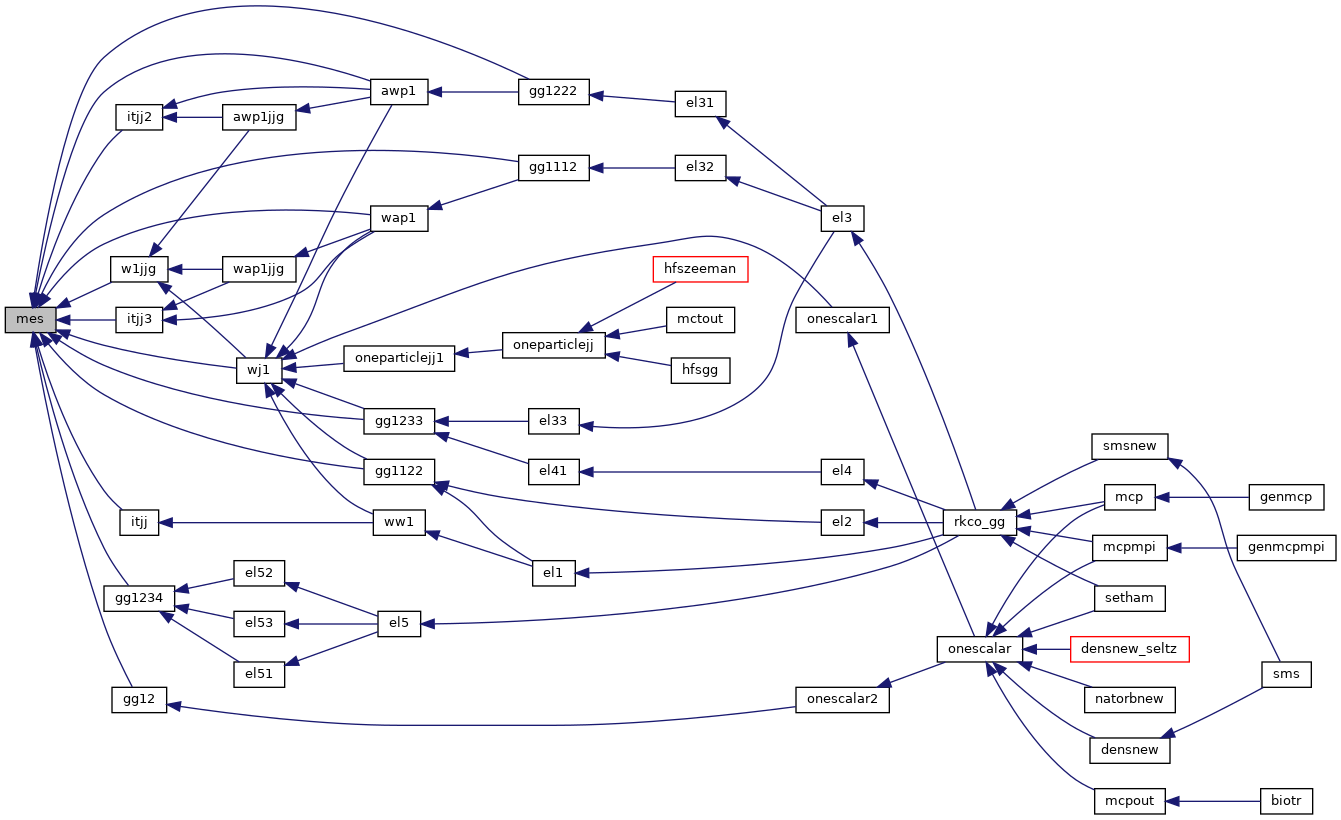 mes
itjj2
w1jjg
itjj3
itjj
gg1234
gg12
awp1jjg
wap1jjg
wj1
el52
el53
el51
awp1
wap1
oneparticlejj1
gg1233
gg1122
ww1
el5
gg1222
gg1112
oneparticlejj
el33
el41
el1
el31
el32
hfszeeman
mctout
hfsgg
el3
onescalar1
el4
el2
onescalar2
rkco_gg
onescalar
smsnew
mcp
mcpmpi
setham
densnew_seltz
natorbnew
densnew
mcpout
genmcp
genmcpmpi
sms
biotr